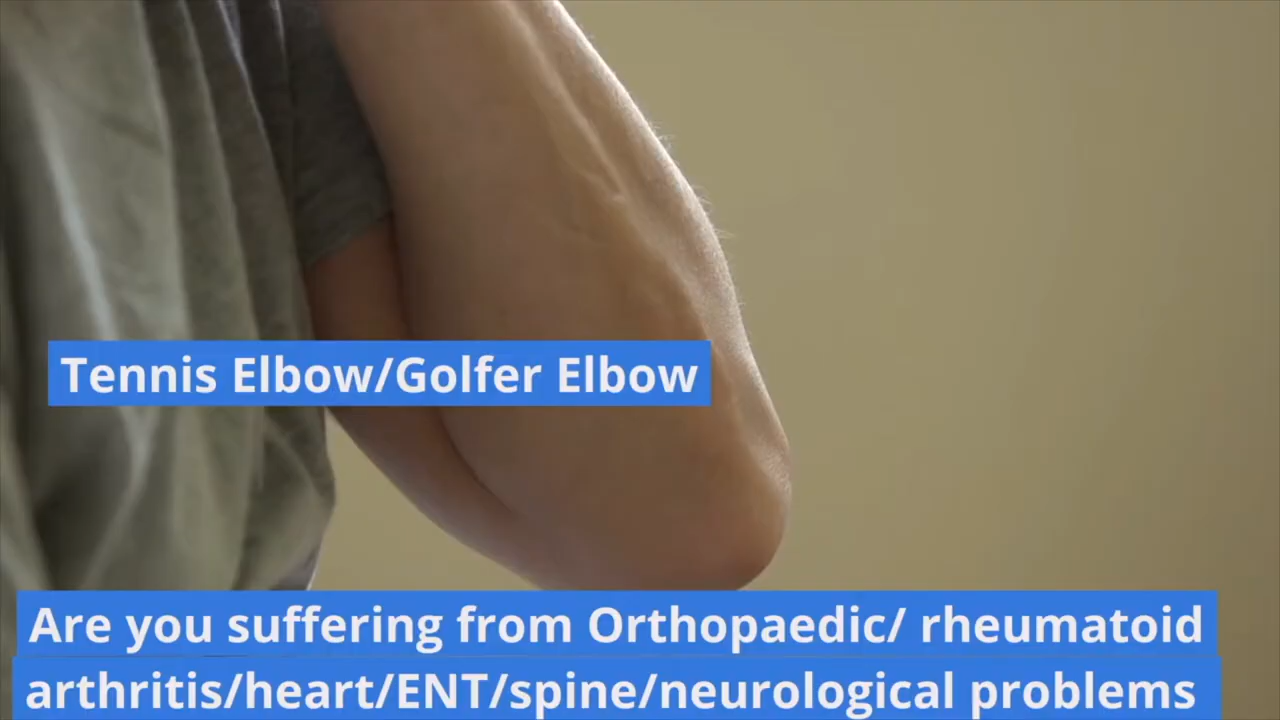 Tennis Elbow/Golfer Elbow
Are you suffering from Orthopaedic/ rheumatoid
arthritis/heart/ENT/spine/neurological problems